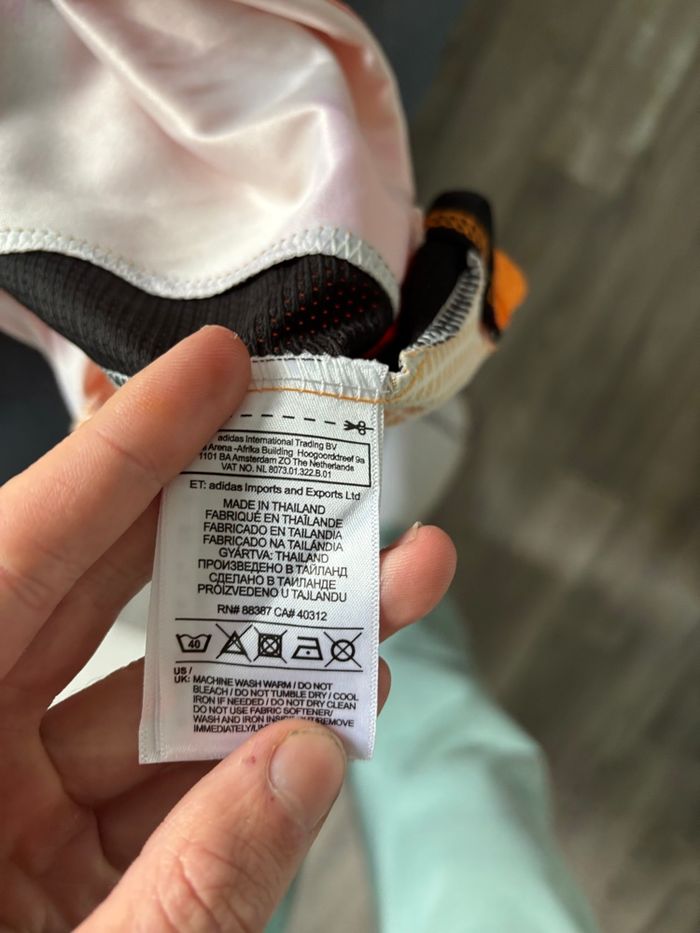 adidas International Trading BV
Arena -Afrika Building Hoogoorddreef 9a
1101 BA Amsterdam ZO The Netherlands
VAT NO. NL 8073.01.322.B.01
ET: adidas Imports and Exports Ltd
MADE IN THAILAND
FABRIQUÉ EN THAÏLANDE
FABRICADO EN TAILANDIA
FABRICADO NA TAILÂNDIA
GYÁRTVA: THAILAND
ПРОИЗВЕДЕНО В ТАЙЛАНД
СДЕЛАНО В ТАИЛАНДЕ
PROIZVEDENO U TAJLANDU
RN# 88387 CA# 40312
40
US /
UK: MACHINE WASH WARM / DO NOT
BLEACH / DO NOT TUMBLE DRY / COOL
IRON IF NEEDED / DO NOT DRY CLEAN
DO NOT USE FABRIC SOFTENER/
WASH AND IRON INSIDE OUT/REMOVE
IMMEDIATELY/